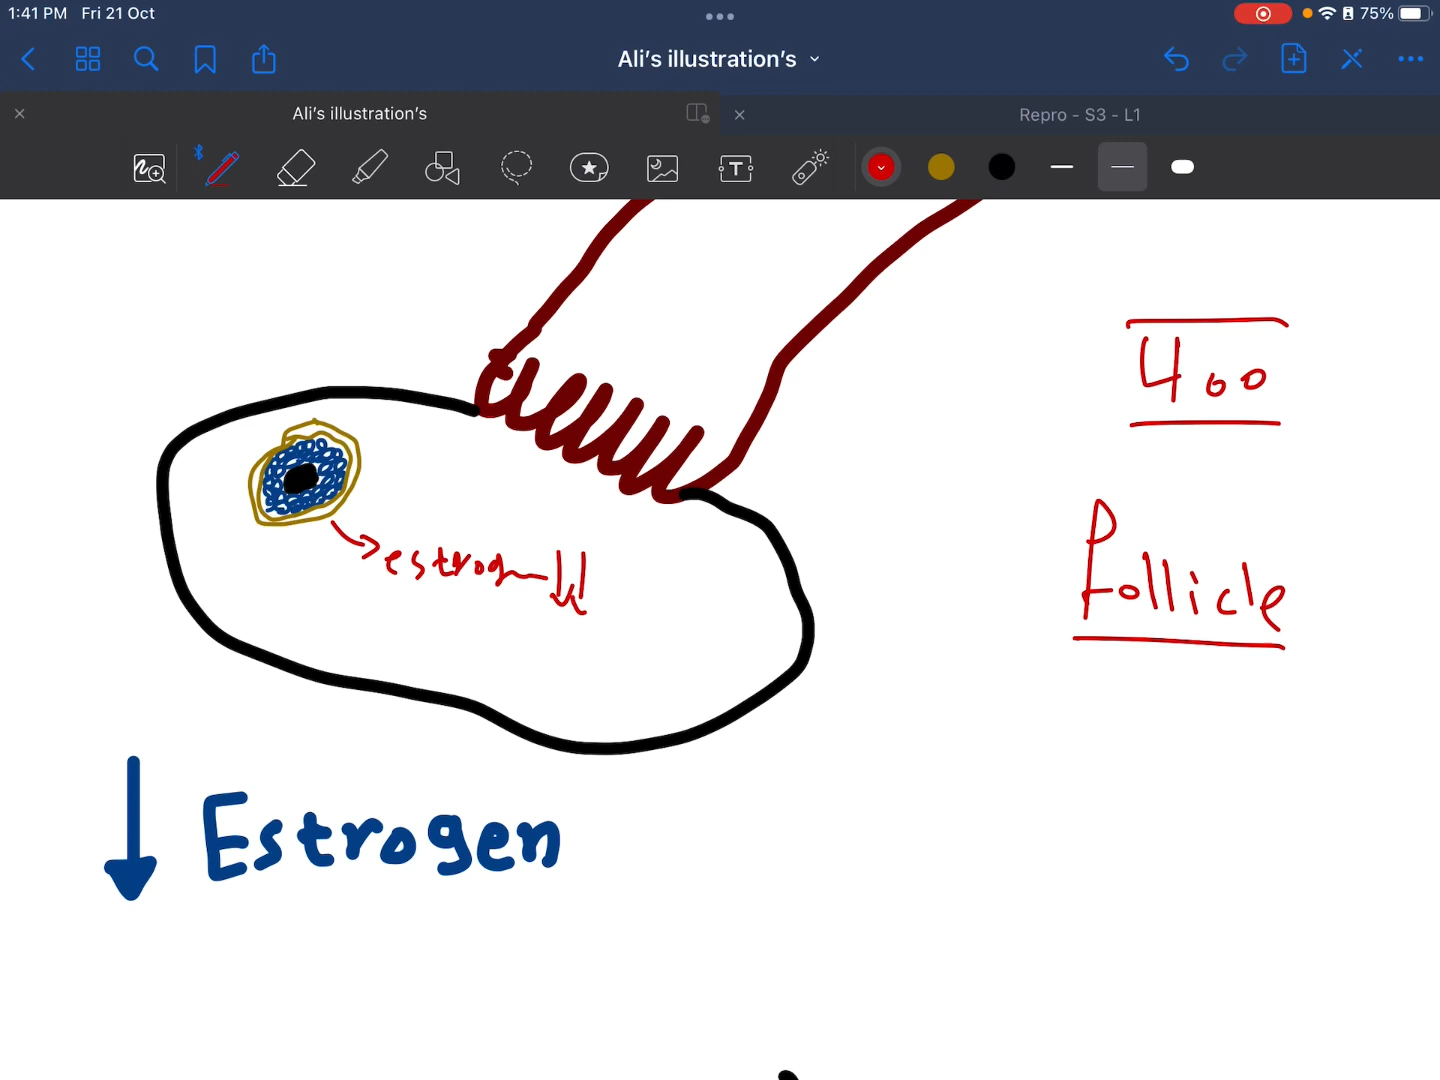 1:41 PM Fri 21 Oct
75%
Ali's illustration's
Ali's illustration's
Repro - S3 - L1
T
400
follicle
estrogen
Estrogen